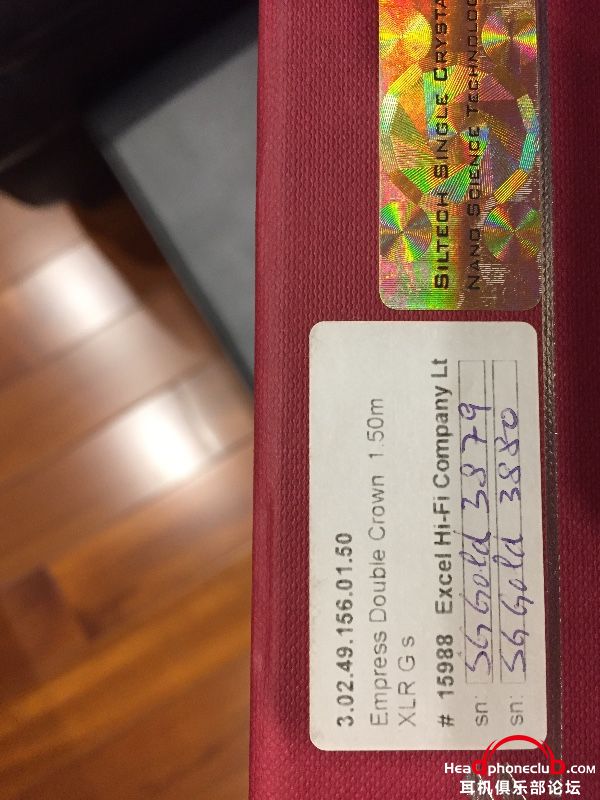 SILTECH SINGLE CRYSTA
NANO SCIENCE TECHNOLOG
3.02.49.156.01.50
Empress Double Crown 1.50m
XLR G s
# 15988 Excel Hi-Fi Company Lt
sn: SG Gold 3879
sn: SG Gold 3880
Headphoneclub.com
耳机俱乐部论坛